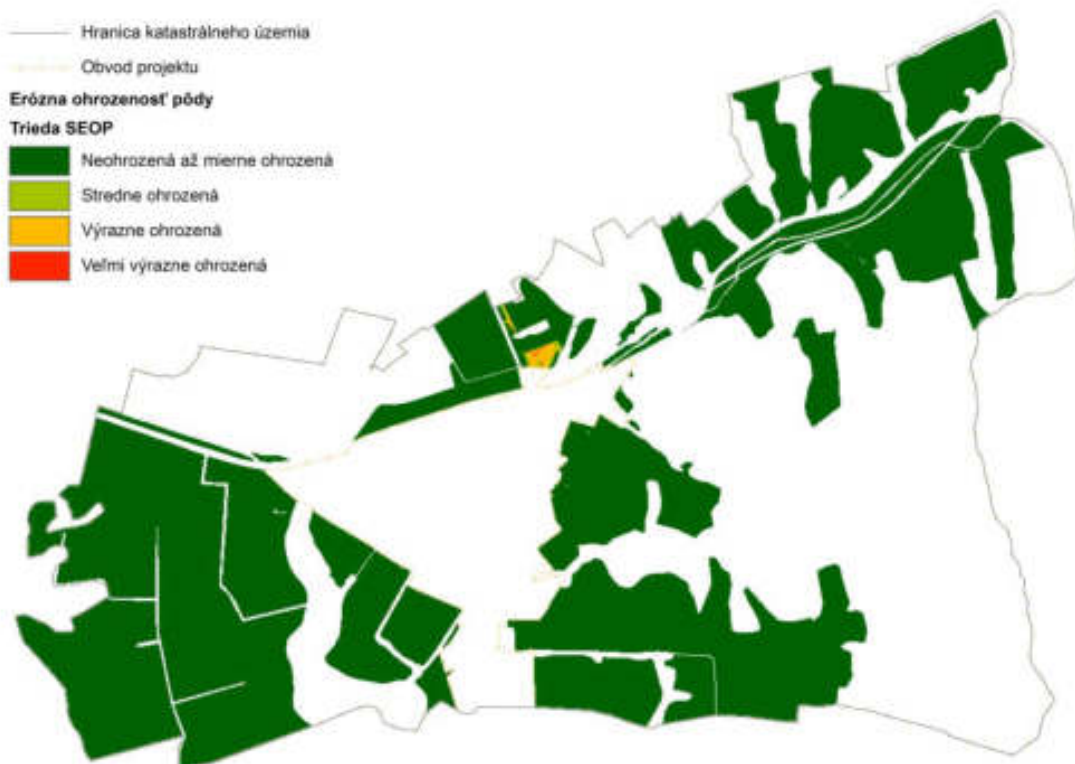 Hranica katastrálneho územia
Obvod projektu
Erózna ohrozenosť pôdy
Trieda SEOP
Neohrozená až mierne ohrozená
Stredne ohrozená
Výrazne ohrozená
Veľmi výrazne ohrozená